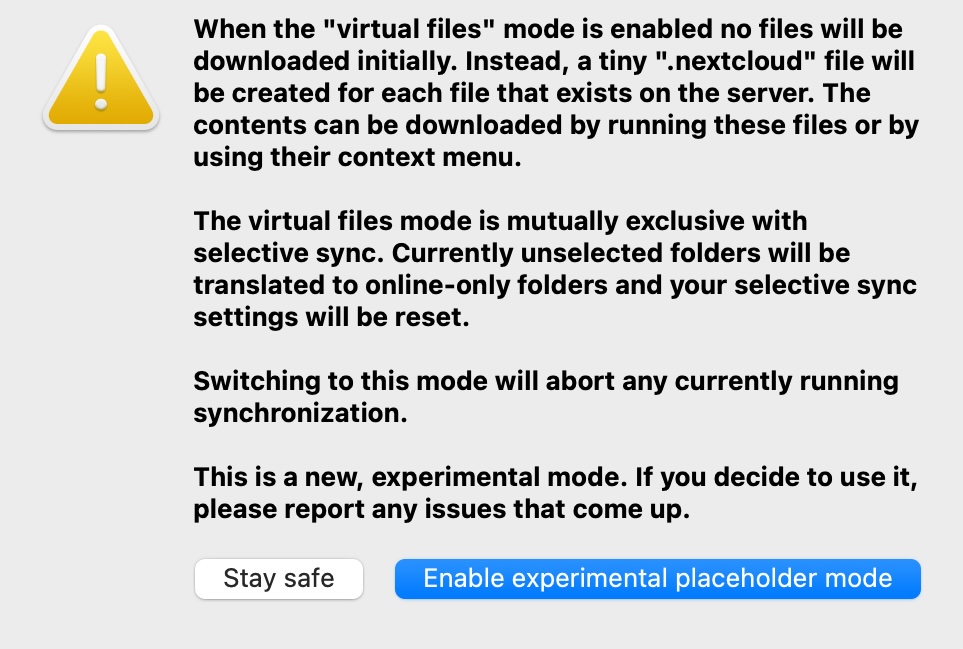 When the "virtual files" mode is enabled no files will be
downloaded initially. Instead, a tiny ".nextcloud" file will
be created for each file that exists on the server. The
contents can be downloaded by running these files or by
using their context menu.
The virtual files mode is mutually exclusive with
selective sync. Currently unselected folders will be
translated to online-only folders and your selective sync
settings will be reset.
Switching to this mode will abort any currently running
synchronization.
This is a new, experimental mode. If you decide to use it,
please report any issues that come up.
Stay safe
Enable experimental placeholder mode